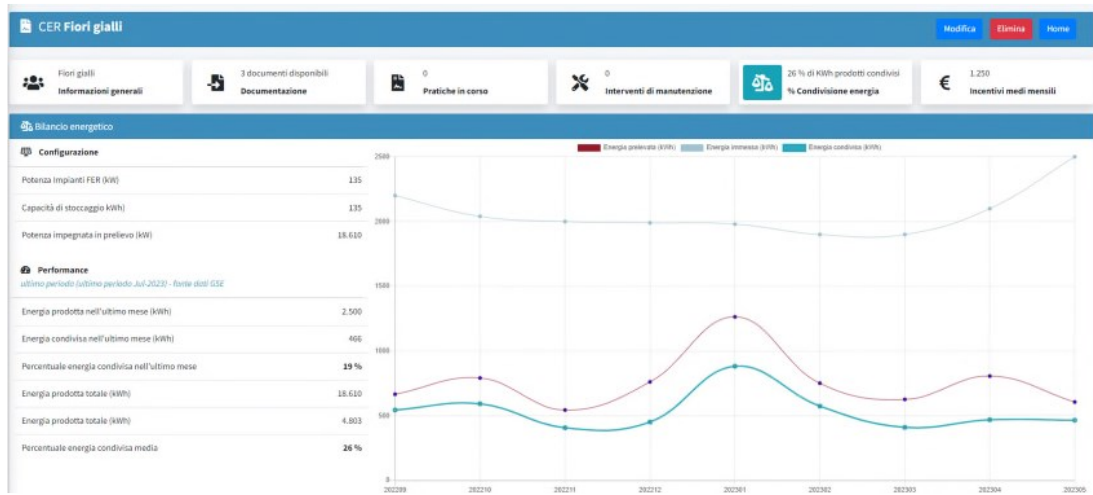 CER Fiori gialli
Modifica Elimina Home
Fiori gialli
Informazioni generali
3 documenti disponibili
Documentazione
0
Pratiche in corso
0
Interventi di manutenzione
26 % di KWh prodotti condivisi
% Condivisione energia
1.250
Incentivi medi mensili
€
Bilancio energetico
Configurazione
Potenza Impianti FER (kW) 135
Capacità di stoccaggio kWh) 135
Potenza impegnata in prelievo (kW) 18.610
Performance
ultimo periodo (ultimo periodo Jul-2023) - fonte dati GSE
Energia prodotta nell'ultimo mese (kWh) 2.500
Energia condivisa nell'ultimo mese (kWh) 466
Percentuale energia condivisa nell'ultimo mese 19 %
Energia prodotta totale (kWh) 18.610
Energia prodotta totale (kWh) 4.803
Percentuale energia condivisa media 26 %
Energia prelevata (kWh) Energia immessa (kWh) Energia condivisa (kWh)
2500
2000
1500
1000
500
0
202209 202210 202211 202212 202301 202302 202303 202304 202305